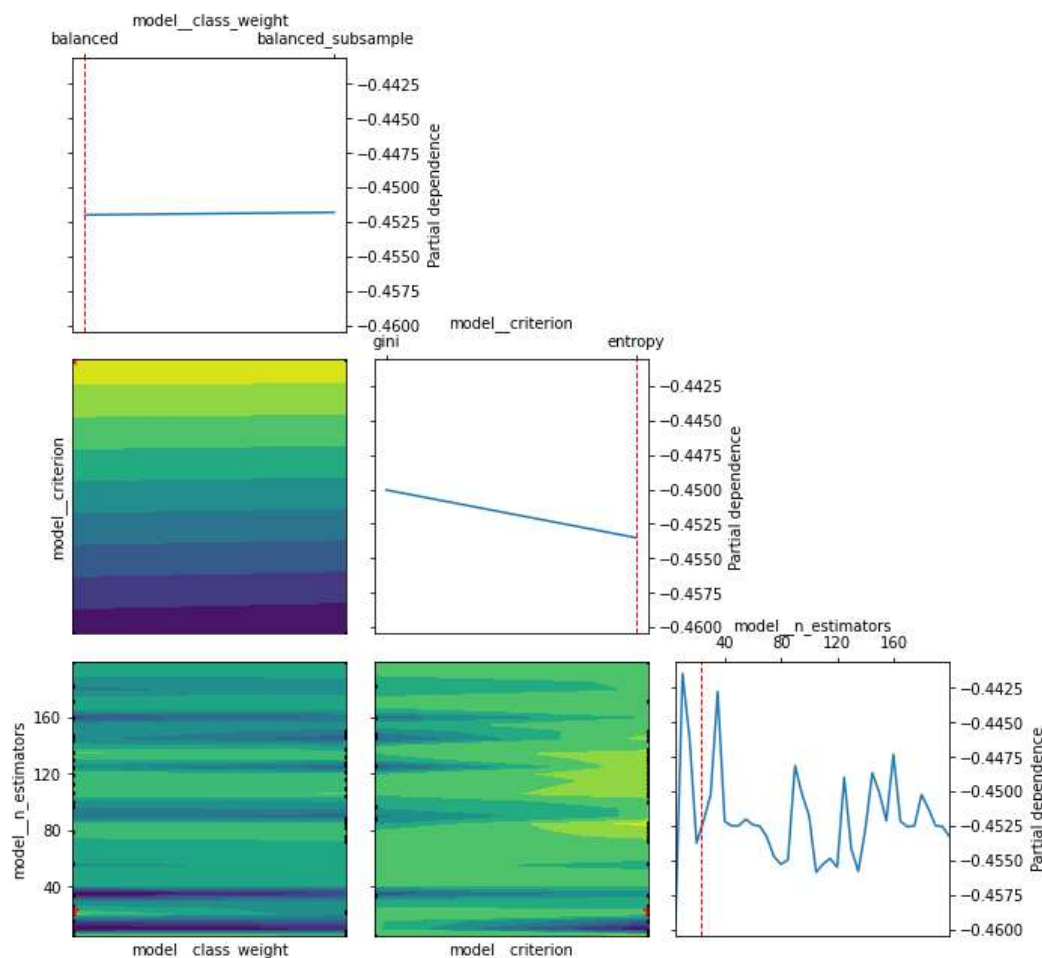 model__class_weight
balanced balanced_subsample
−0.4425
−0.4450
−0.4475
−0.4500
−0.4525
−0.4550
−0.4575
−0.4600
Partial dependence
model__criterion
gini entropy
−0.4425
−0.4450
−0.4475
−0.4500
−0.4525
−0.4550
−0.4575
−0.4600
Partial dependence
model__criterion
model__n_estimators
40 80 120 160
−0.4425
−0.4450
−0.4475
−0.4500
−0.4525
−0.4550
−0.4575
−0.4600
Partial dependence
160
120
80
40
model__n_estimators
model__class_weight
model__criterion